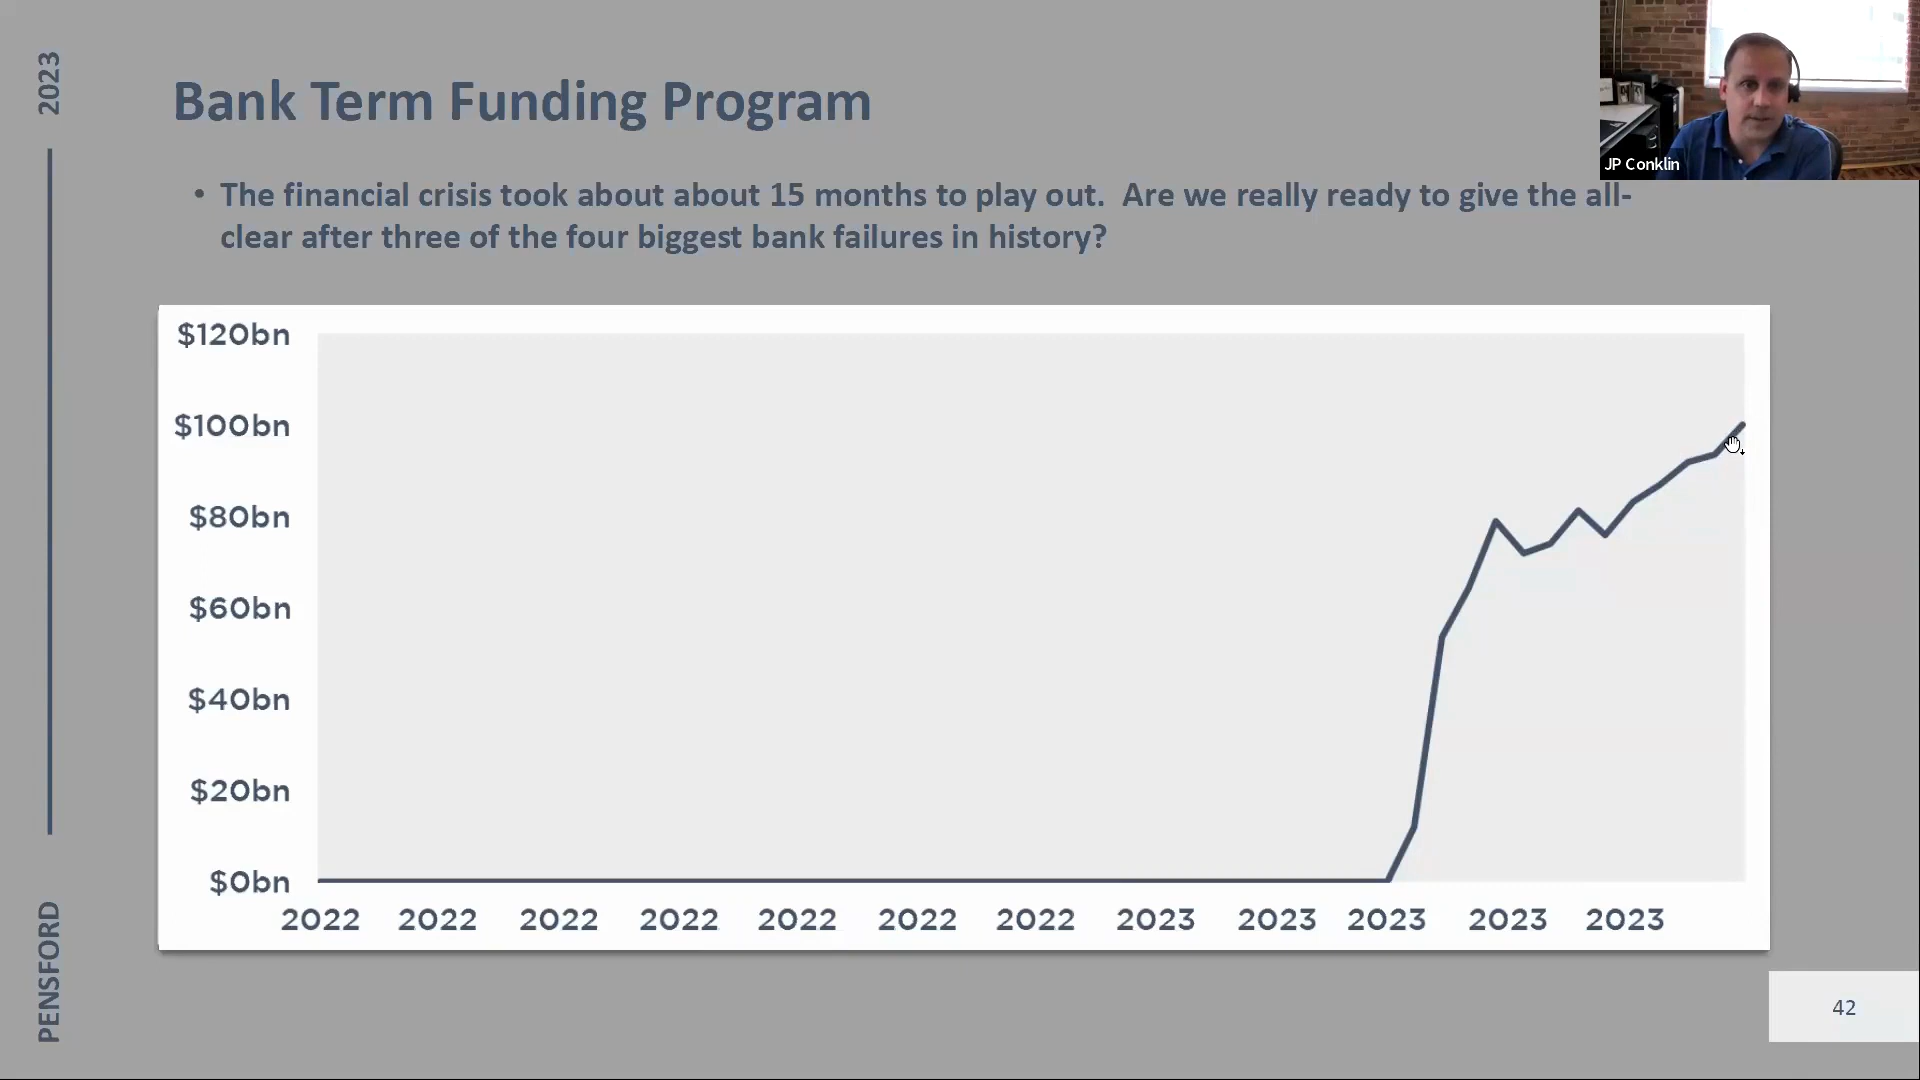 2023
PENSFORD
Bank Term Funding Program
JP Conklin
• The financial crisis took about about 15 months to play out.  Are we really ready to give the all-
clear after three of the four biggest bank failures in history?
$120bn
$100bn
$80bn
$60bn
$40bn
$20bn
$0bn
2022 2022 2022 2022 2022 2022 2022 2023 2023 2023 2023 2023
42